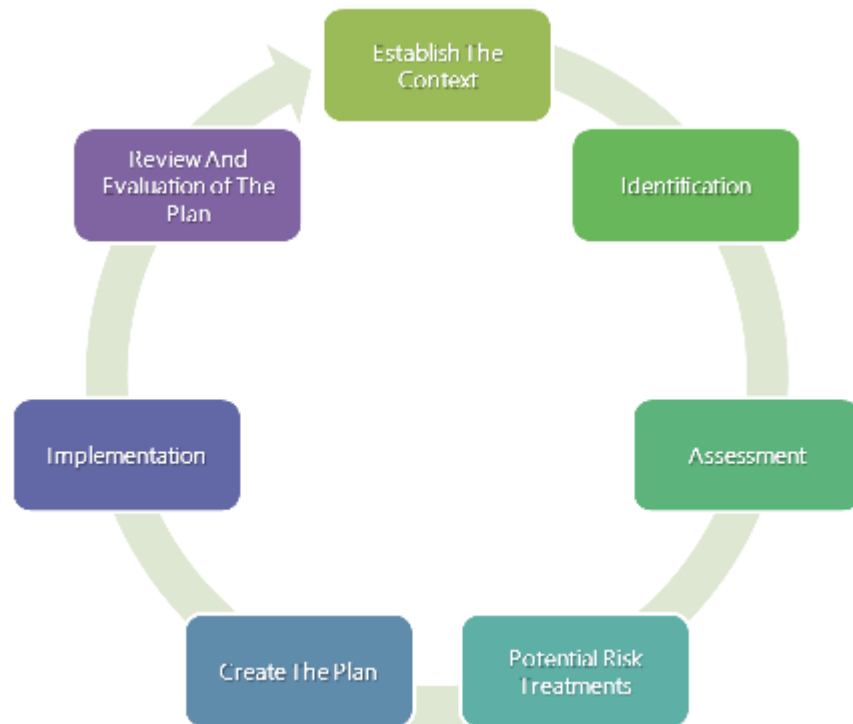 Establish The
Context
Identification
Assessment
Potential Risk
Treatments
Create The Plan
Implementation
Review And
Evaluation of The
Plan